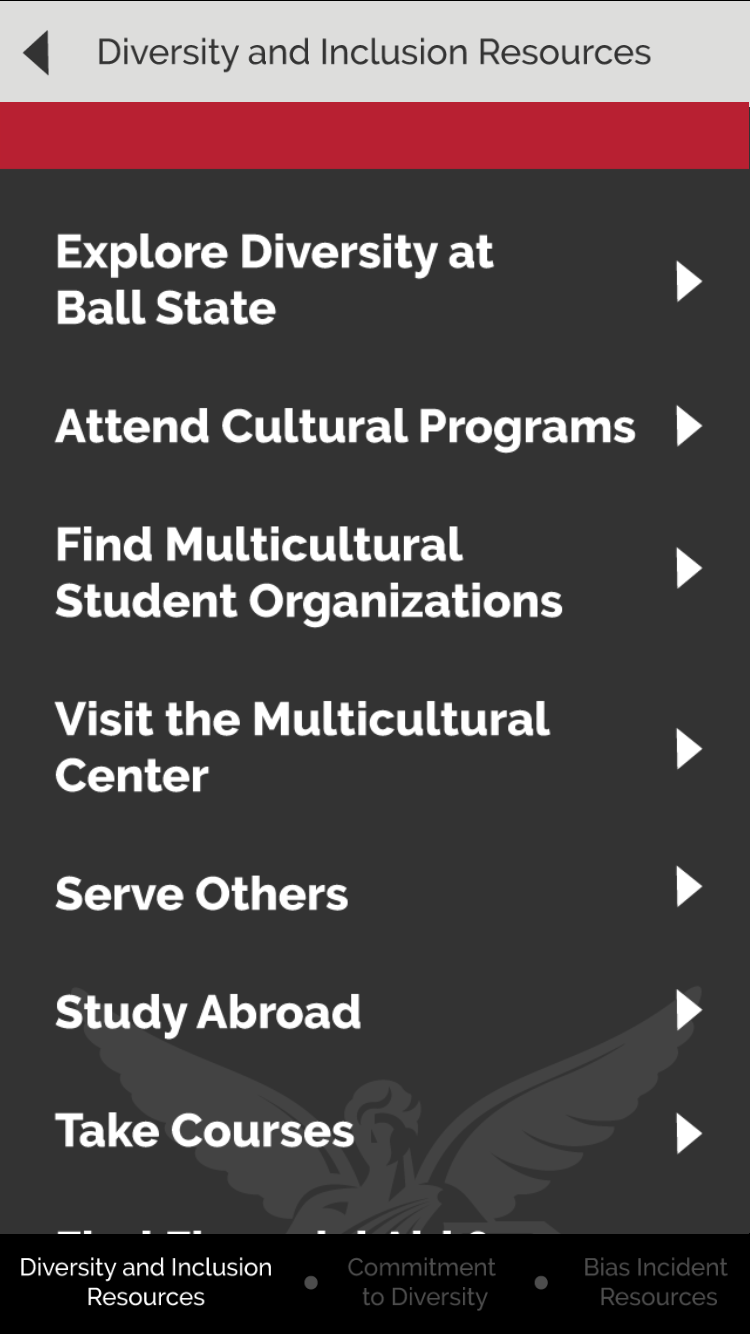 Diversity and Inclusion Resources
Explore Diversity at
Ball State
Attend Cultural Programs
Find Multicultural
Student Organizations
Visit the Multicultural
Center
Serve Others
Study Abroad
Take Courses
Diversity and Inclusion
Resources
Commitment
to Diversity
Bias Incident
Resources